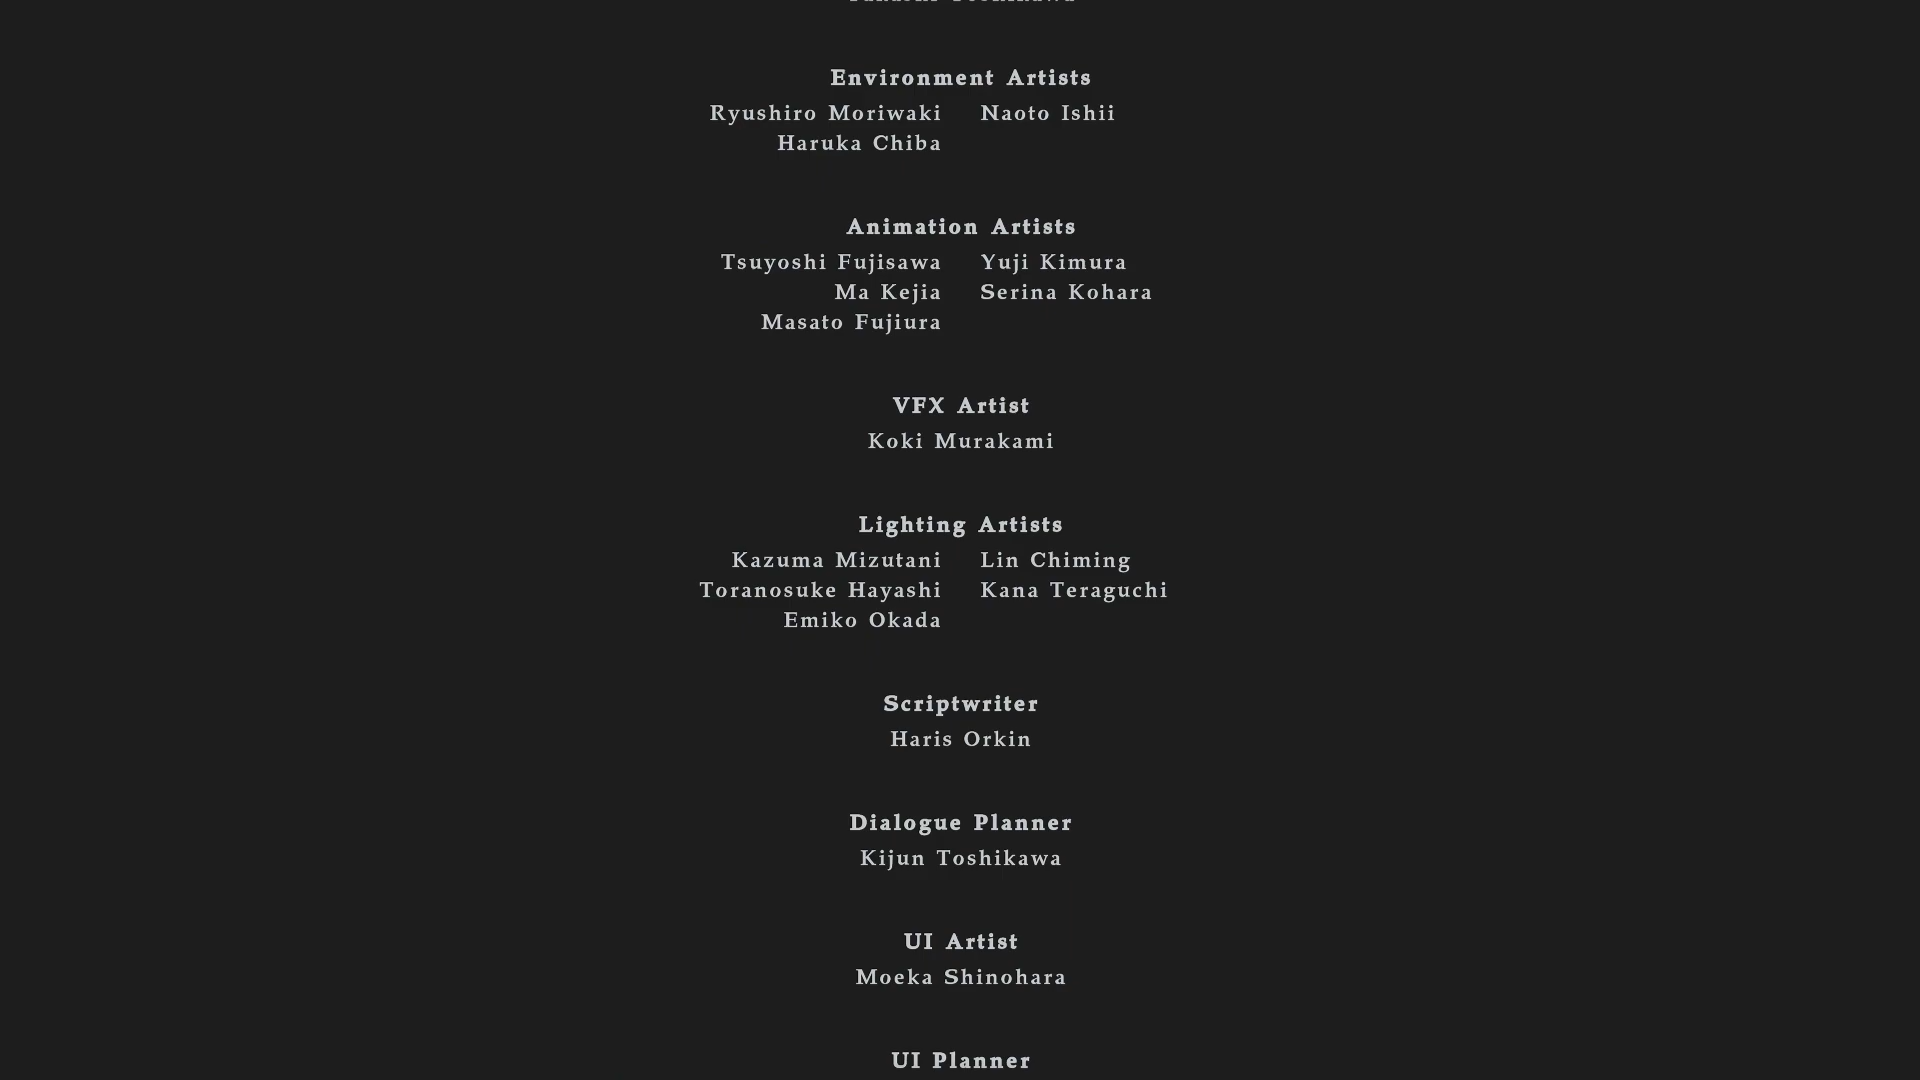 Environment Artists
Ryushiro Moriwaki Naoto Ishii
Haruka Chiba
Animation Artists
Tsuyoshi Fujisawa Yuji Kimura
Ma Kejia Serina Kohara
Masato Fujiura
VFX Artist
Koki Murakami
Lighting Artists
Kazuma Mizutani Lin Chiming
Toranosuke Hayashi Kana Teraguchi
Emiko Okada
Scriptwriter
Haris Orkin
Dialogue Planner
Kijun Toshikawa
UI Artist
Moeka Shinohara
UI Planner